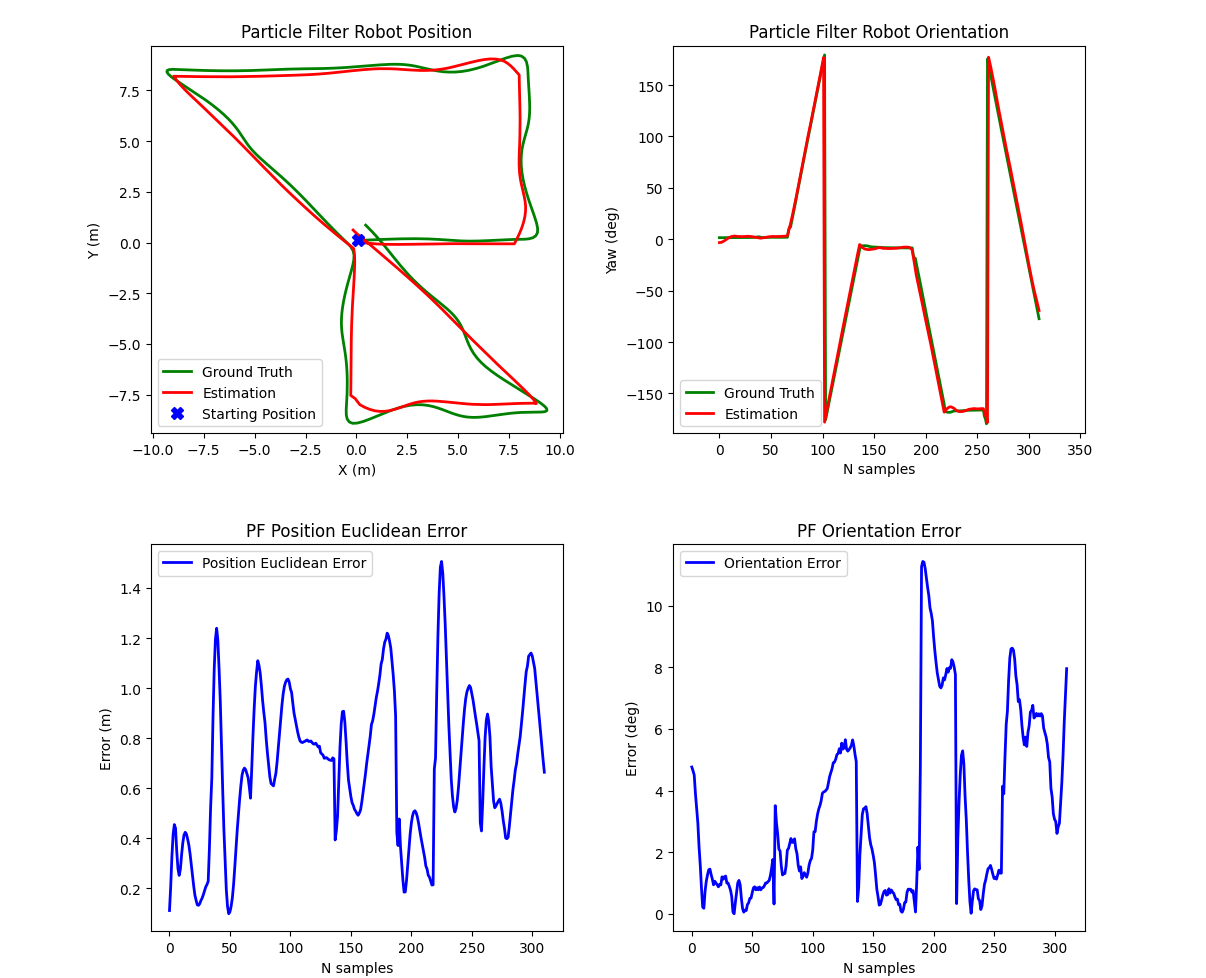 Particle Filter Robot Position
7.5
5.0
2.5
0.0
−2.5
−5.0
−7.5
Y (m)
Ground Truth
Estimation
Starting Position
−10.0 −7.5 −5.0 −2.5 0.0 2.5 5.0 7.5 10.0
X (m)
Particle Filter Robot Orientation
150
100
50
0
−50
−100
−150
Yaw (deg)
Ground Truth
Estimation
0 50 100 150 200 250 300 350
N samples
PF Position Euclidean Error
Position Euclidean Error
1.4
1.2
1.0
0.8
0.6
0.4
0.2
Error (m)
0 50 100 150 200 250 300
N samples
PF Orientation Error
Orientation Error
10
8
6
4
2
0
Error (deg)
0 50 100 150 200 250 300
N samples